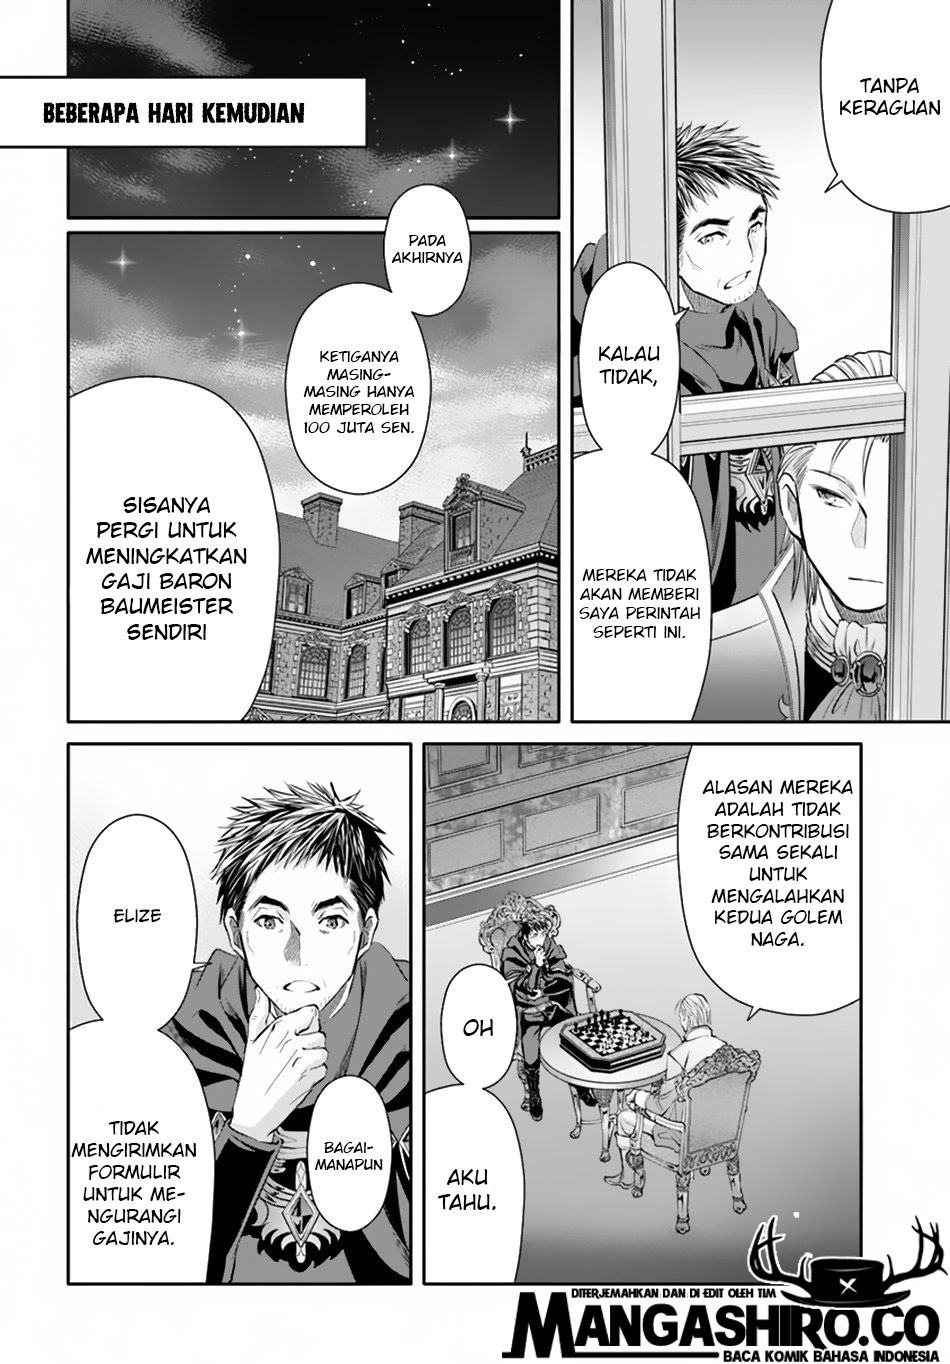 BEBERAPA HARI KEMUDIAN
TANPA
KERAGUAN
KALAU
TIDAK,
MEREKA TIDAK
AKAN MEMBERI
SAYA PERINTAH
SEPERTI INI.
PADA
AKHIRNYA
KETIGANYA
MASING-
MASING HANYA
MEMPEROLEH
100 JUTA SEN.
SISANYA
PERGI UNTUK
MENINGKATKAN
GAJI BARON
BAUMEISTER
SENDIRI
ALASAN MEREKA
ADALAH TIDAK
BERKONTRIBUSI
SAMA SEKALI
UNTUK
MENGALAHKAN
KEDUA GOLEM
NAGA.
OH
AKU
TAHU.
ELIZE
BAGAI-
MANAPUN
TIDAK
MENGIRIMKAN
FORMULIR
UNTUK ME-
NGURANGI
GAJINYA.
DITERJEMAHKAN DAN DI EDIT OLEH TIM
MANGASHIRO.CO
BACA KOMIK BAHASA INDONESIA